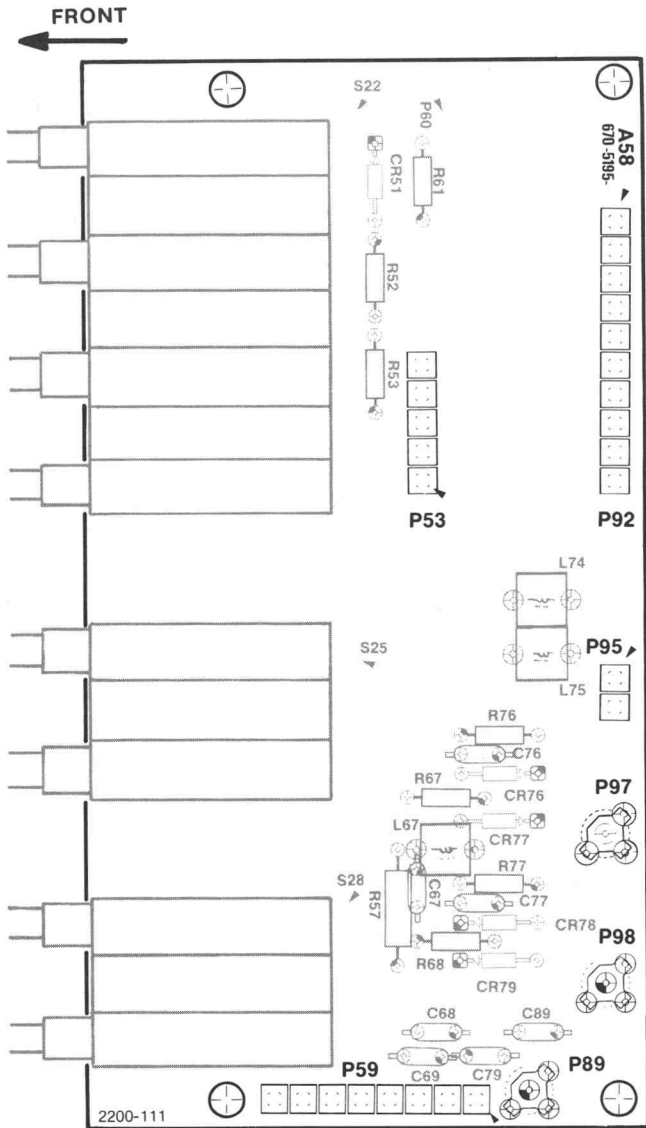 FRONT
S22
P60
A58
670-5195-
CR51
R61
R52
R53
P53
P92
L74
S25
P95
L75
R76
C76
R67
CR76
P97
L67
CR77
R77
S28
R57
C67
C77
CR78
P98
R68
CR79
C68
C89
P59
C69
C79
P89
2200-111